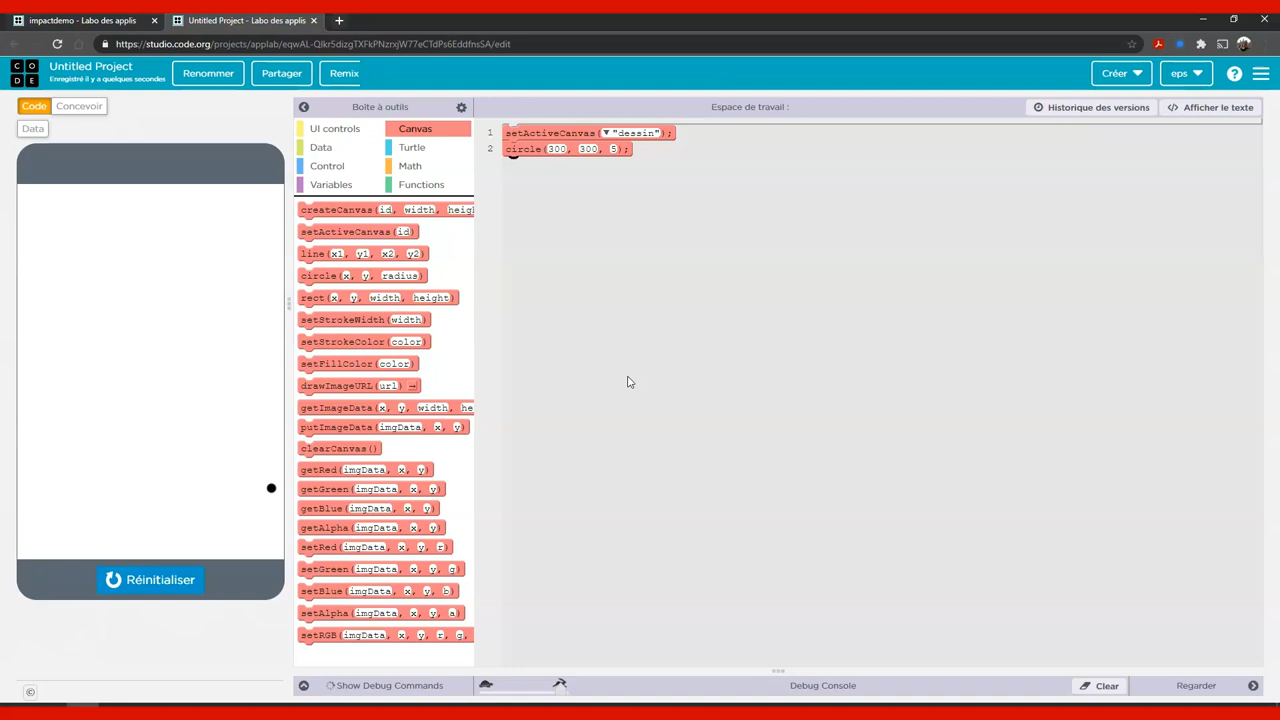 impactdemo - Labo des applis
Untitled Project - Labo des applis
https://studio.code.org/projects/applab/eqwAL-QIkr5dizgTXFkPNzrxjW77eCTdPs6EddfnsSA/edit
CODE
Untitled Project
Enregistré il y a quelques secondes
Renommer
Partager
Remix
Créer
eps
Code
Concevoir
Data
Boîte à outils
Espace de travail :
Historique des versions
Afficher le texte
UI controls
Canvas
Data
Turtle
Control
Math
Variables
Functions
1 setActiveCanvas("dessin");
2 circle(300, 300, 5);
createCanvas(id, width, heigh
setActiveCanvas(id)
line(x1, y1, x2, y2)
circle(x, y, radius)
rect(x, y, width, height)
setStrokeWidth(width)
setStrokeColor(color)
setFillColor(color)
drawImageURL(url)
getImageData(x, y, width, he
putImageData(imgData, x, y)
clearCanvas()
getRed(imgData, x, y)
getGreen(imgData, x, y)
getBlue(imgData, x, y)
getAlpha(imgData, x, y)
setRed(imgData, x, y, r)
setGreen(imgData, x, y, g)
setBlue(imgData, x, y, b)
setAlpha(imgData, x, y, a)
setRGB(imgData, x, y, r, g,
Réinitialiser
©
Show Debug Commands
Debug Console
Clear
Regarder